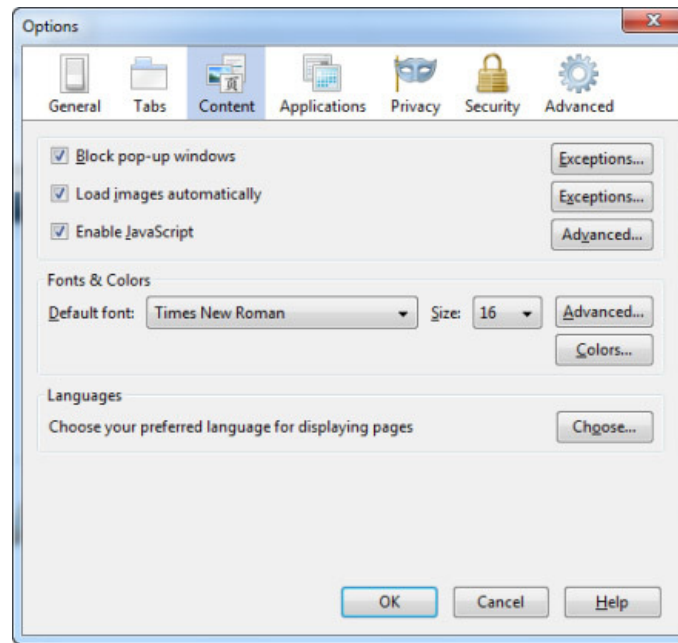 Options
General Tabs Content Applications Privacy Security Advanced
Block pop-up windows Exceptions...
Load images automatically Exceptions...
Enable JavaScript Advanced...
Fonts & Colors
Default font: Times New Roman Size: 16 Advanced...
Colors...
Languages
Choose your preferred language for displaying pages Choose...
OK Cancel Help